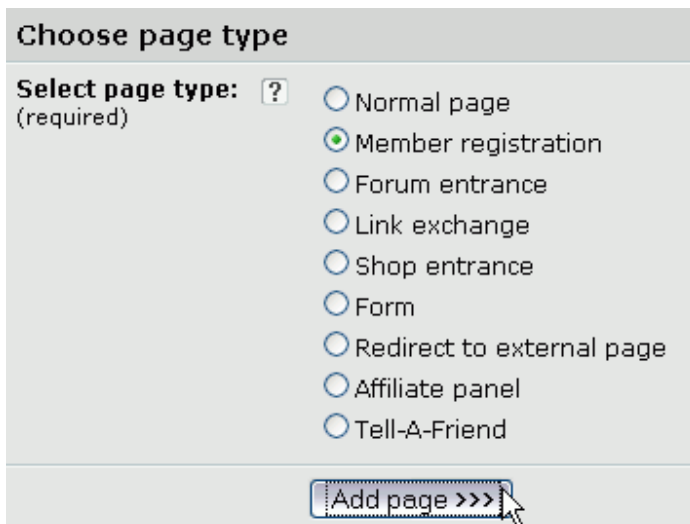 Choose page type
Select page type: ?
(required)
Normal page
Member registration
Forum entrance
Link exchange
Shop entrance
Form
Redirect to external page
Affiliate panel
Tell-A-Friend
Add page >>>